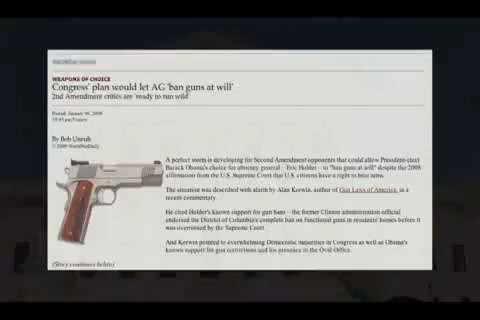 WEAPONS OF CHOICE
Congress' plan would let AG 'ban guns at will'
2nd Amendment critics are 'ready to run wild'
Posted: January
By Bob Unruh
© 2009 WorldNetDaily
A perfect storm is developing for Second Amendment opponents that could allow President-elect
Barack Obama's choice for attorney general – Eric Holder – to "ban guns at will" despite the 2008
affirmation from the U.S. Supreme Court that U.S. citizens have a right to bear arms.
The situation was described with alarm by Alan Korwin, author of Gun Laws of America, in a
recent commentary.
He cited Holder's known support for gun bans – the former Clinton administration official
endorsed the District of Columbia's complete ban on functional guns in residents' homes before it
was overturned by the Supreme Court.
And Korwin pointed to overwhelming Democratic majorities in Congress as well as Obama's
known support for gun restrictions and his presence in the Oval Office.
(Story continues below)